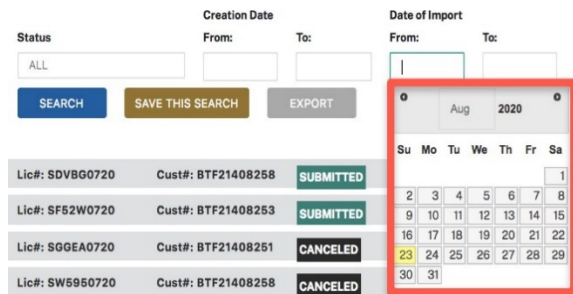 Creation Date Date of Import
Status From: To: From: To:
ALL
SEARCH SAVE THIS SEARCH EXPORT
Aug 2020
Su Mo Tu We Th Fr Sa
1
2 3 4 5 6 7 8
9 10 11 12 13 14 15
16 17 18 19 20 21 22
23 24 25 26 27 28 29
30 31
Lic#: SDVBG0720 Cust#: BTF21408258 SUBMITTED
Lic#: SF52W0720 Cust#: BTF21408253 SUBMITTED
Lic#: SGGEA0720 Cust#: BTF21408251 CANCELED
Lic#: SW5950720 Cust#: BTF21408258 CANCELED